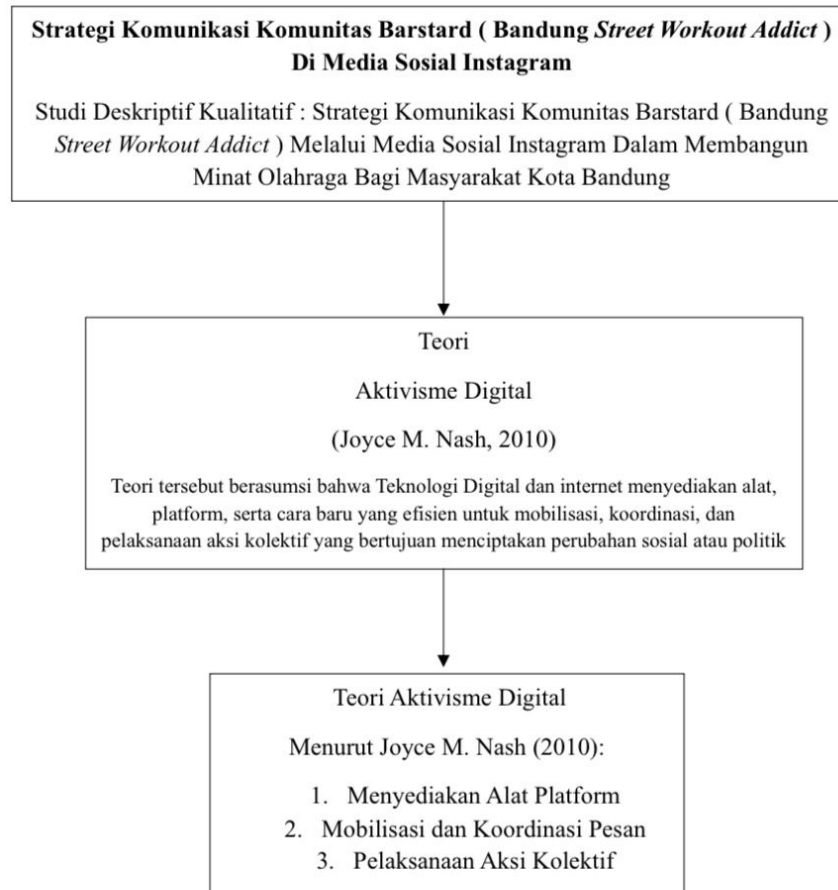 Strategi Komunikasi Komunitas Barstard ( Bandung Street Workout Addict )
Di Media Sosial Instagram
Studi Deskriptif Kualitatif : Strategi Komunikasi Komunitas Barstard ( Bandung
Street Workout Addict ) Melalui Media Sosial Instagram Dalam Membangun
Minat Olahraga Bagi Masyarakat Kota Bandung
Teori
Aktivisme Digital
(Joyce M. Nash, 2010)
Teori tersebut berasumsi bahwa Teknologi Digital dan internet menyediakan alat,
platform, serta cara baru yang efisien untuk mobilisasi, koordinasi, dan
pelaksanaan aksi kolektif yang bertujuan menciptakan perubahan sosial atau politik
Teori Aktivisme Digital
Menurut Joyce M. Nash (2010):
1. Menyediakan Alat Platform
2. Mobilisasi dan Koordinasi Pesan
3. Pelaksanaan Aksi Kolektif